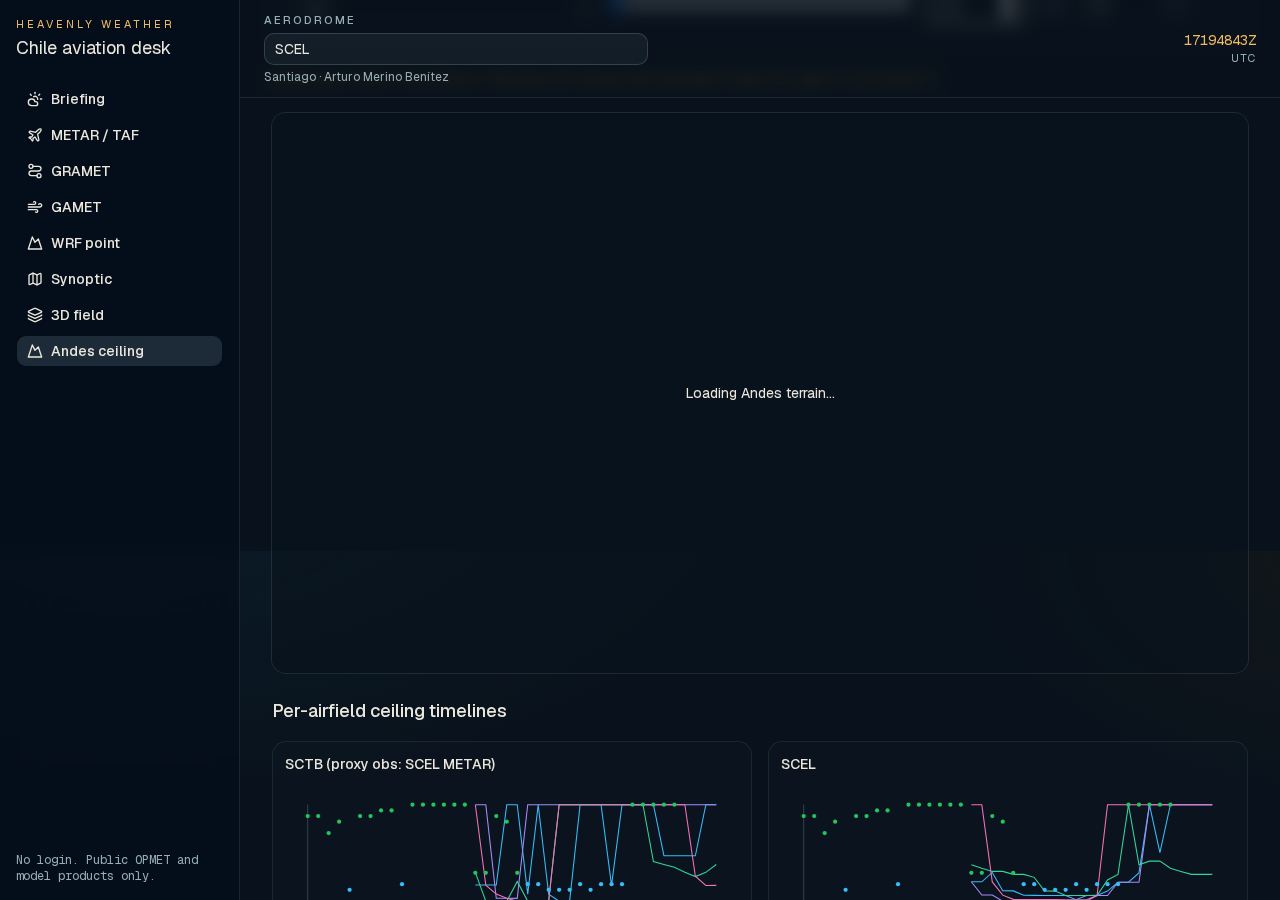 HEAVENLY WEATHER
Chile aviation desk
Briefing
METAR / TAF
GRAMET
GAMET
WRF point
Synoptic
3D field
Andes ceiling
No login. Public OPMET and
model products only.
AERODROME
SCEL
Santiago · Arturo Merino Benitez
17194843Z
UTC
Loading Andes terrain…
Per-airfield ceiling timelines
SCTB (proxy obs: SCEL METAR)
SCEL